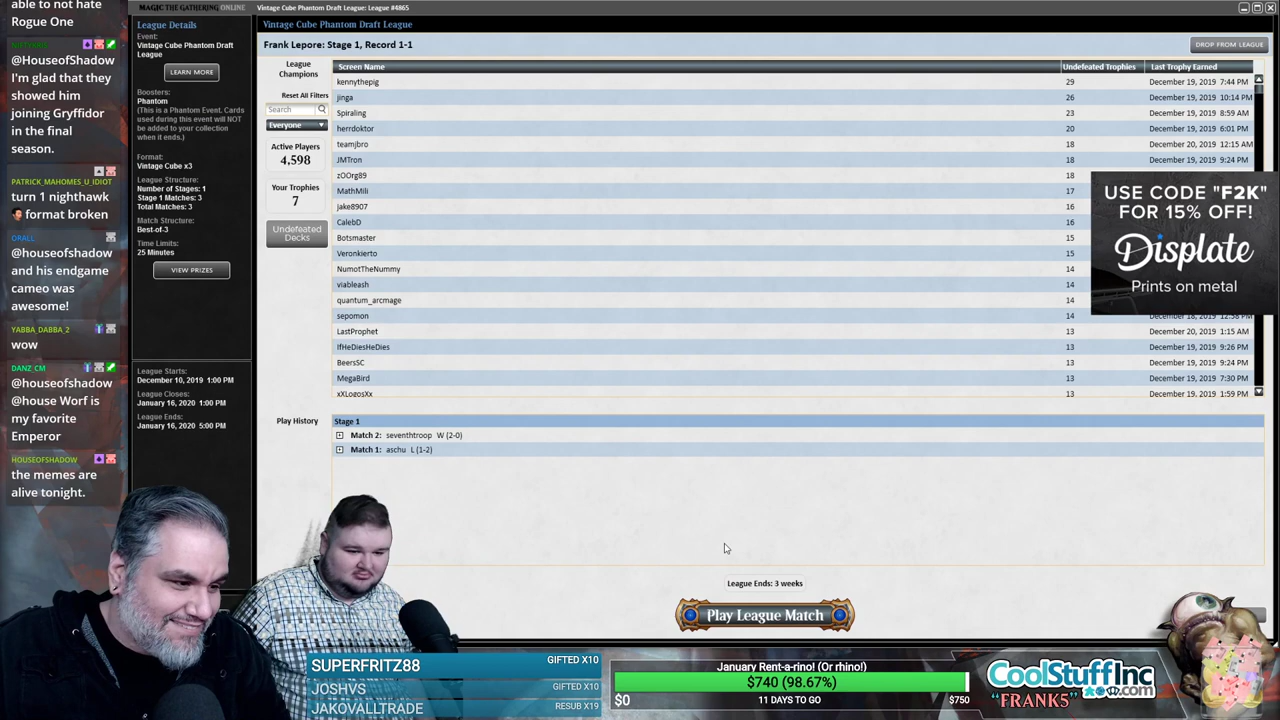 able to not hate
Rogue One
@HouseofShadow
I'm glad that they
showed him
joining Gryffidor
in the final
season.
PATRICK_MAHOMES_U_IDIOT
turn 1 nighthawk
format broken
ORALL
@houseofshadow
and his endgame
cameo was
awesome!
YABBA_DABBA_2
wow
DANZ_CM
@houseofshadow
@house Worf is
my favorite
Emperor
HOUSEOFSHADOW
the memes are
alive tonight.
MAGIC THE GATHERING ONLINE
Vintage Cube Phantom Draft League: League #4865
League Details
Event:
Vintage Cube Phantom Draft
League
LEARN MORE
Boosters:
Phantom
(This is a Phantom Event. Cards
used during this event will NOT
be added to your collection
when it ends.)
Format:
Vintage Cube x3
League Structure:
Number of Stages: 1
Stage 1 Matches: 3
Total Matches: 3
Match Structure:
Best-of-3
Time Limits:
25 Minutes
VIEW PRIZES
League Starts:
December 10, 2019 1:00 PM
League Closes:
January 16, 2020 1:00 PM
League Ends:
January 16, 2020 5:00 PM
Vintage Cube Phantom Draft League
Frank Lepore: Stage 1, Record 1-1
DROP FROM LEAGUE
League
Champions
Reset All Filters
Search
Everyone
Active Players
4,598
Your Trophies
7
Undefeated
Decks
Screen Name Undefeated Trophies Last Trophy Earned
kennythepig 29 December 19, 2019 7:44 PM
jinga 26 December 19, 2019 10:14 PM
Spiraling 23 December 19, 2019 8:59 AM
herrdoktor 20 December 19, 2019 6:01 PM
teamjbro 18 December 20, 2019 12:15 AM
JMTron 18 December 19, 2019 9:24 PM
zOOrg89 18
MathMili 17
jake8907 16
CalebD 16
Botsmaster 15
Veronkierto 15
NumotTheNummy 14
viableash 14
quantum_arcmage 14
sepomon 14 December 18, 2019 12:58 PM
LastProphet 13 December 20, 2019 1:15 AM
IfHeDiesHeDies 13 December 19, 2019 9:26 PM
BeersSC 13 December 19, 2019 9:24 PM
MegaBird 13 December 19, 2019 7:30 PM
xXLogosXx 13 December 19, 2019 1:59 PM
USE CODE "F2K"
FOR 15% OFF!
Displate
Prints on metal
Play History
Stage 1
Match 2: seventhtroop W (2-0)
Match 1: aschu L (1-2)
League Ends: 3 weeks
Play League Match
SUPERFRITZ88 GIFTED X10
JOSHVS GIFTED X10
JAKOVALLTRADE RESUB X19
January Rent-a-rino! (Or rhino!)
$740 (98.67%)
$0 11 DAYS TO GO $750
CoolStuffInc
.com
"FRANKS"